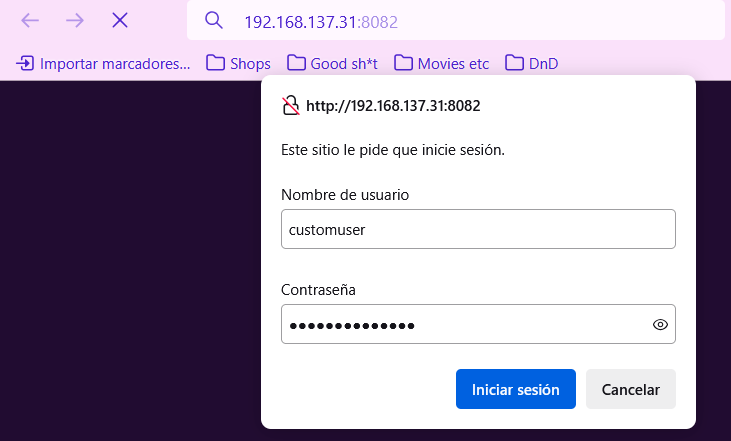 192.168.137.31:8082
Importar marcadores... Shops Good sh*t Movies etc DnD
http://192.168.137.31:8082
Este sitio le pide que inicie sesión.
Nombre de usuario
customuser
Contraseña
••••••••••••••
Iniciar sesión Cancelar